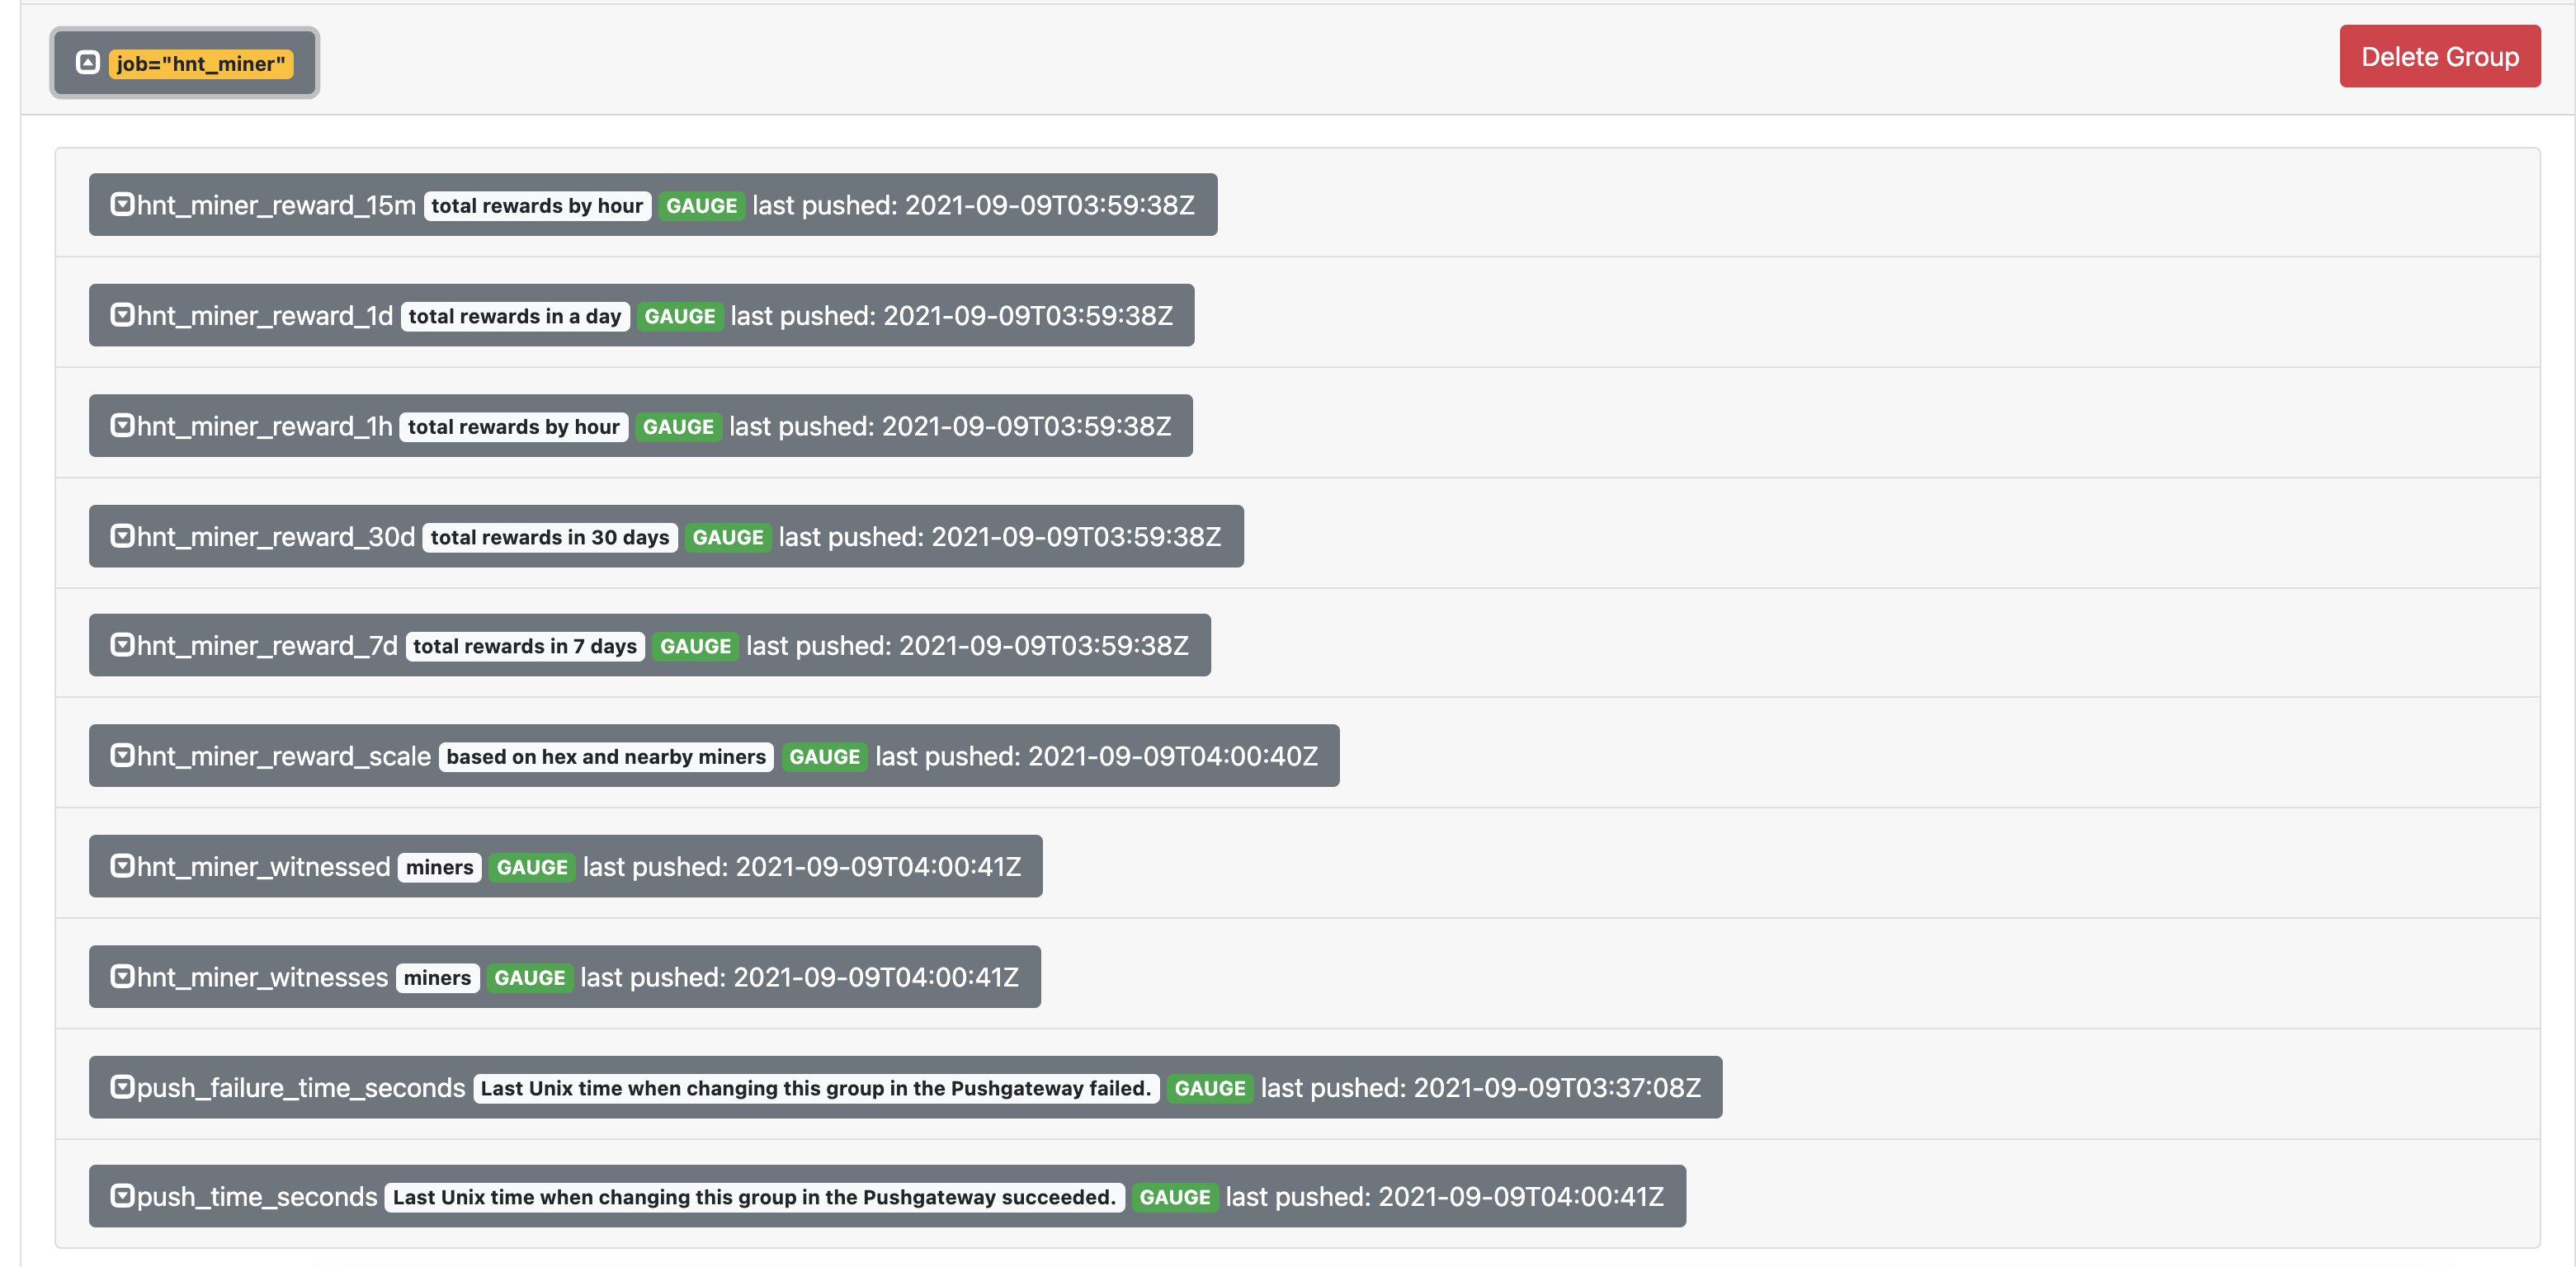 job="hnt_miner" Delete Group
hnt_miner_reward_15m total rewards by hour GAUGE last pushed: 2021-09-09T03:59:38Z
hnt_miner_reward_1d total rewards in a day GAUGE last pushed: 2021-09-09T03:59:38Z
hnt_miner_reward_1h total rewards by hour GAUGE last pushed: 2021-09-09T03:59:38Z
hnt_miner_reward_30d total rewards in 30 days GAUGE last pushed: 2021-09-09T03:59:38Z
hnt_miner_reward_7d total rewards in 7 days GAUGE last pushed: 2021-09-09T03:59:38Z
hnt_miner_reward_scale based on hex and nearby miners GAUGE last pushed: 2021-09-09T04:00:40Z
hnt_miner_witnessed miners GAUGE last pushed: 2021-09-09T04:00:41Z
hnt_miner_witnesses miners GAUGE last pushed: 2021-09-09T04:00:41Z
push_failure_time_seconds Last Unix time when changing this group in the Pushgateway failed. GAUGE last pushed: 2021-09-09T03:37:08Z
push_time_seconds Last Unix time when changing this group in the Pushgateway succeeded. GAUGE last pushed: 2021-09-09T04:00:41Z